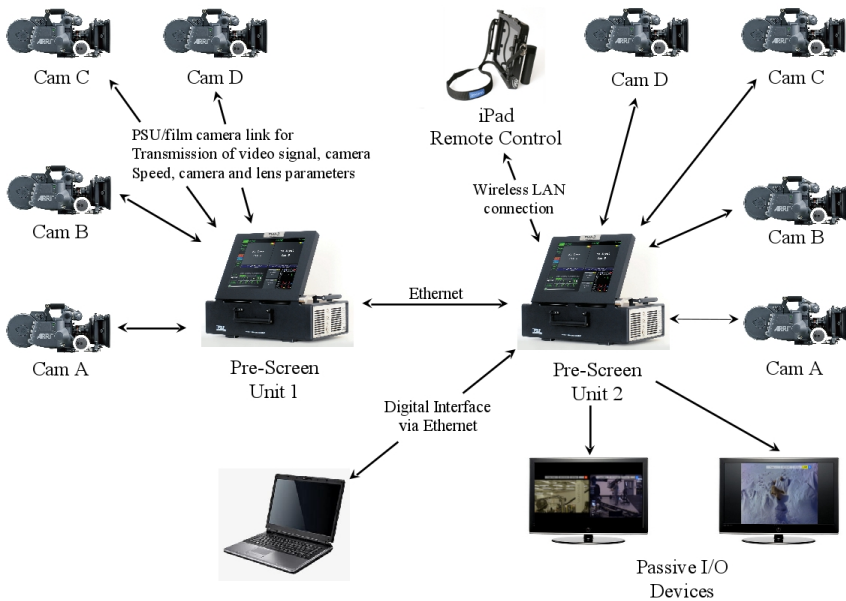 Cam C
Cam D
Cam D
Cam C
iPad
Remote Control
PSU/film camera link for
Transmission of video signal, camera
Speed, camera and lens parameters
Wireless LAN
connection
Cam B
Cam B
Ethernet
Cam A
Cam A
Pre-Screen
Unit 1
Pre-Screen
Unit 2
Digital Interface
via Ethernet
Passive I/O
Devices